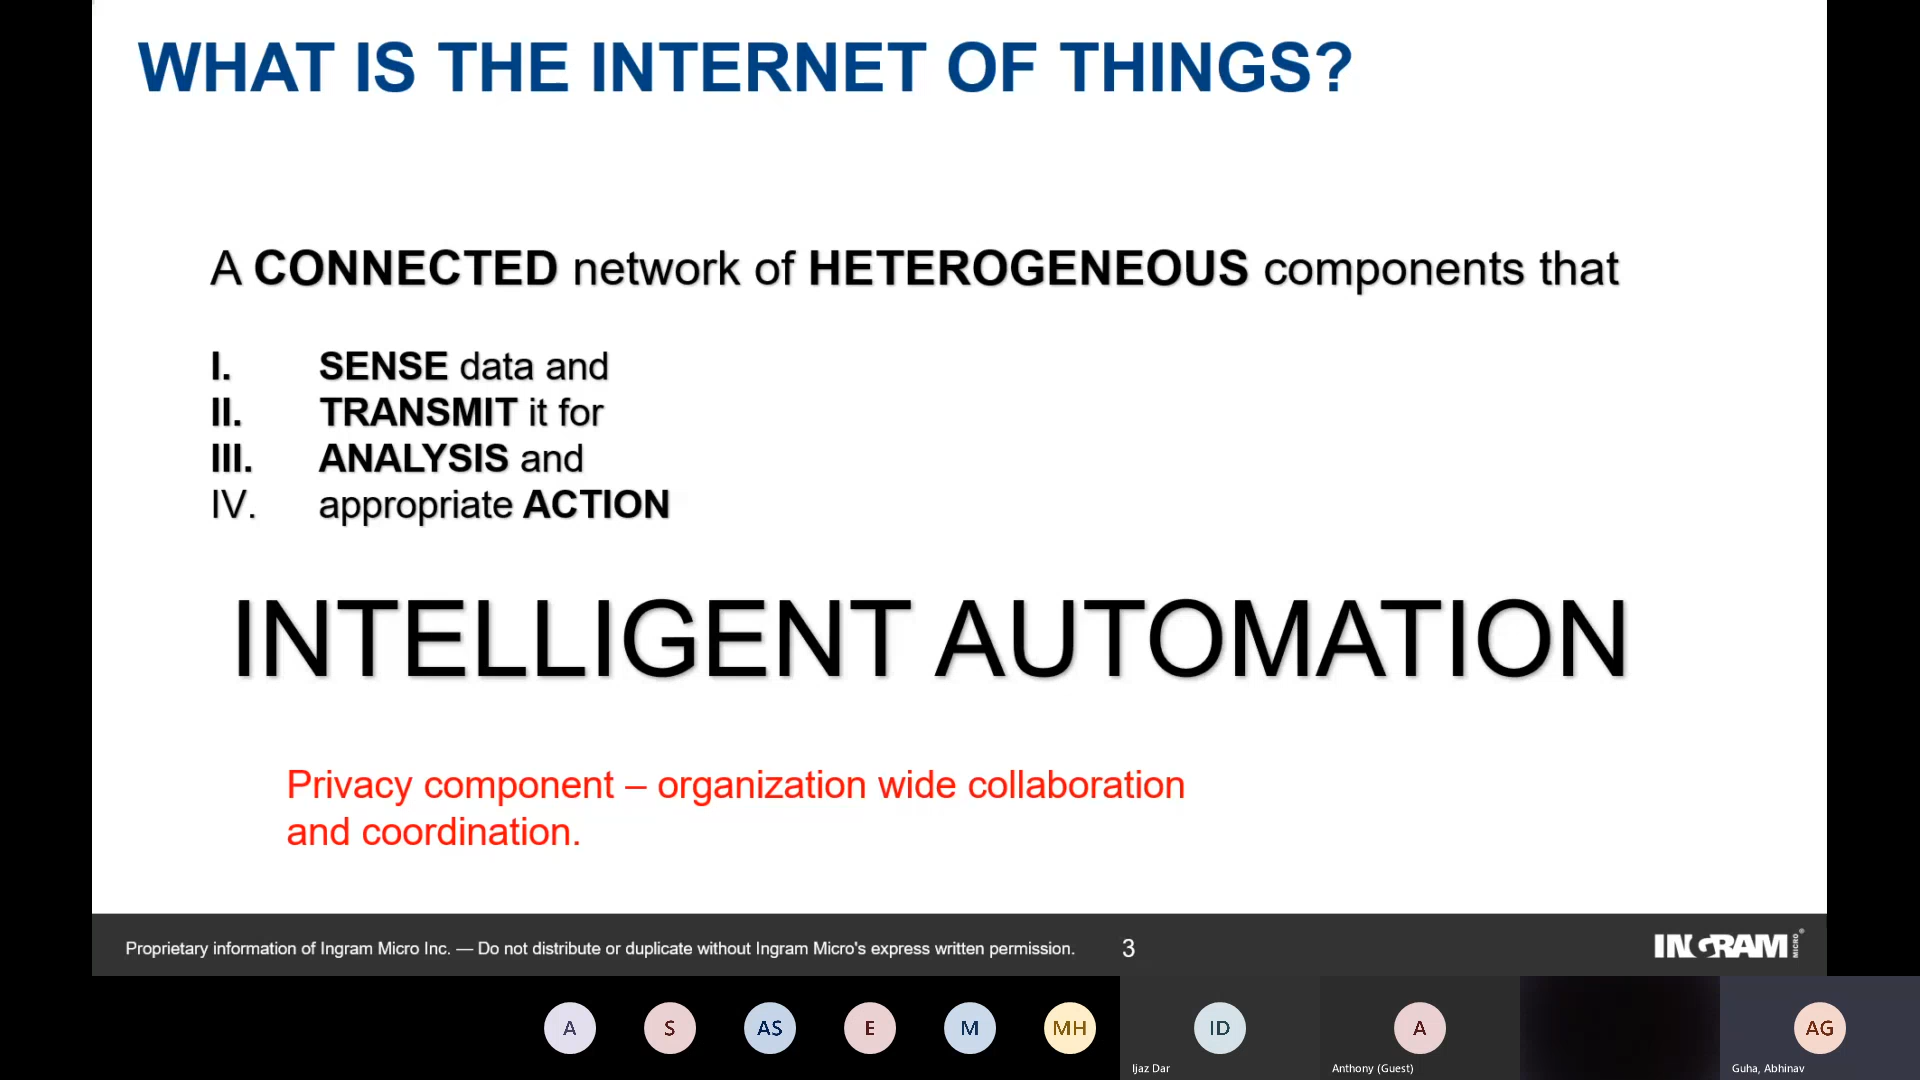 WHAT IS THE INTERNET OF THINGS?
A CONNECTED network of HETEROGENEOUS components that
I. SENSE data and
II. TRANSMIT it for
III. ANALYSIS and
IV. appropriate ACTION
INTELLIGENT AUTOMATION
Privacy component – organization wide collaboration
and coordination.
Proprietary information of Ingram Micro Inc. — Do not distribute or duplicate without Ingram Micro's express written permission. 3 INGRAM MICRO®
A S AS E M MH ID A AG
Ijaz Dar Anthony (Guest) Guha, Abhinav